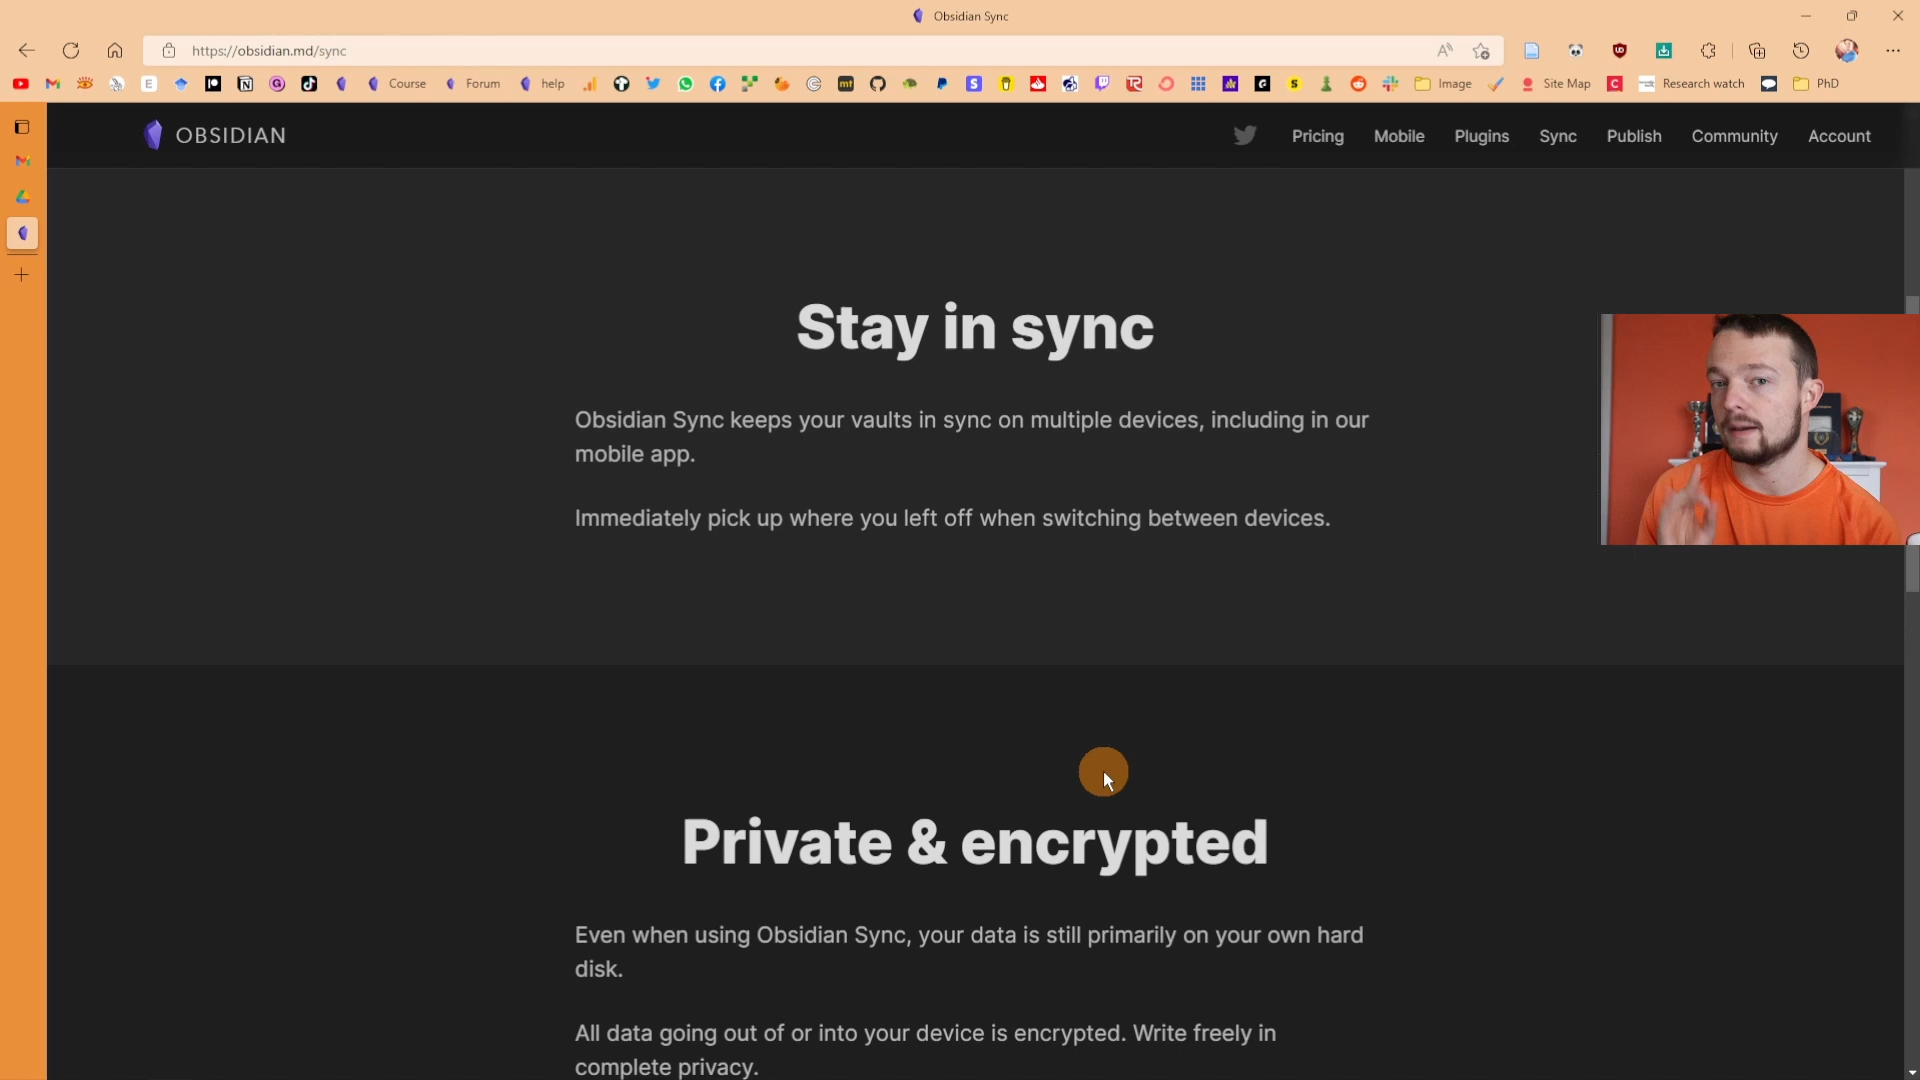 Obsidian Sync
https://obsidian.md/sync
Course
Forum
help
Image
Site Map
Research watch
PhD
OBSIDIAN
Pricing
Mobile
Plugins
Sync
Publish
Community
Account
Stay in sync
Obsidian Sync keeps your vaults in sync on multiple devices, including in our
mobile app.
Immediately pick up where you left off when switching between devices.
Private & encrypted
Even when using Obsidian Sync, your data is still primarily on your own hard
disk.
All data going out of or into your device is encrypted. Write freely in
complete privacy.